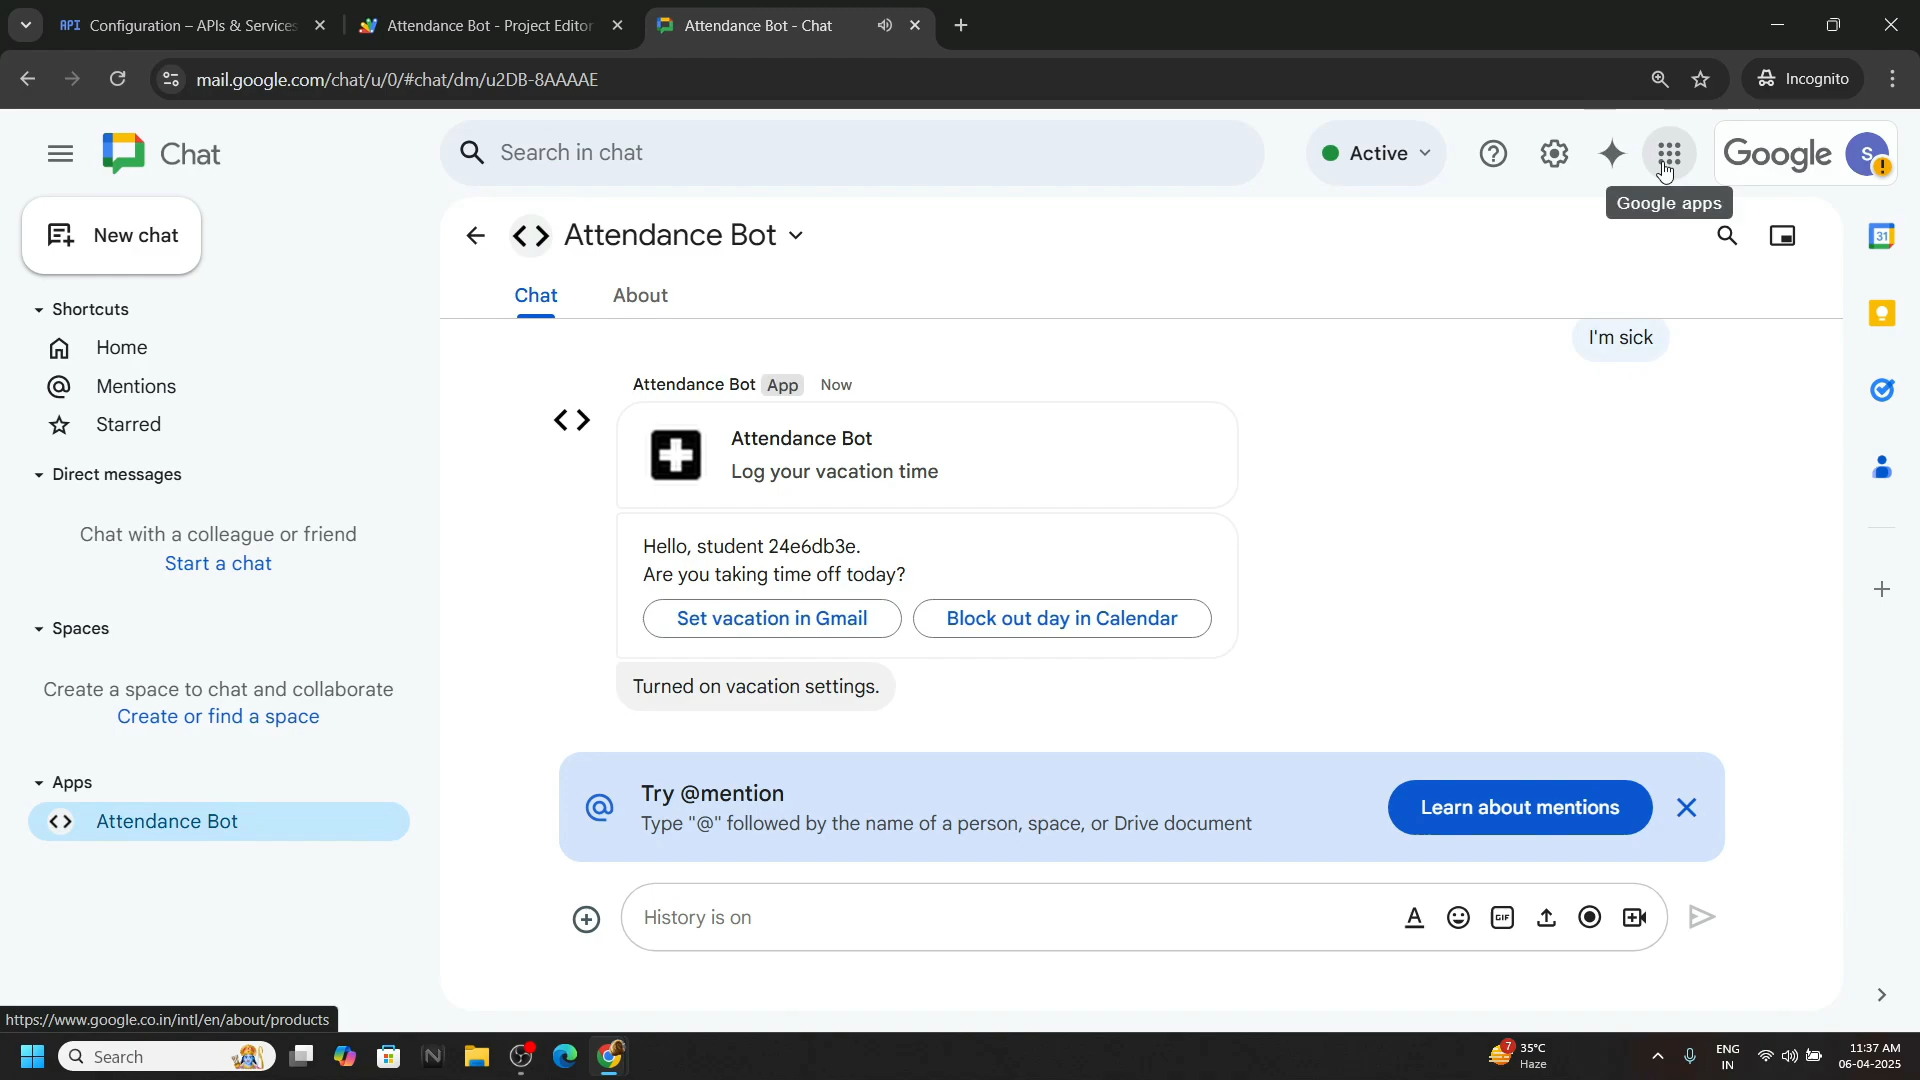 API Configuration – APIs & Services
Attendance Bot - Project Editor
Attendance Bot - Chat
mail.google.com/chat/u/0/#chat/dm/u2DB-8AAAAE
Incognito
Chat
Search in chat
Active
Google
S
Google apps
New chat
Attendance Bot
31
Chat
About
Shortcuts
Home
Mentions
Starred
I'm sick
Attendance Bot App Now
Attendance Bot
Log your vacation time
Direct messages
Chat with a colleague or friend
Start a chat
Hello, student 24e6db3e.
Are you taking time off today?
Set vacation in Gmail
Block out day in Calendar
Spaces
Create a space to chat and collaborate
Create or find a space
Turned on vacation settings.
Apps
Attendance Bot
Try @mention
Type "@" followed by the name of a person, space, or Drive document
Learn about mentions
History is on
GIF
https://www.google.co.in/intl/en/about/products
Search
7
35°C
Haze
ENG
IN
11:37 AM
06-04-2025